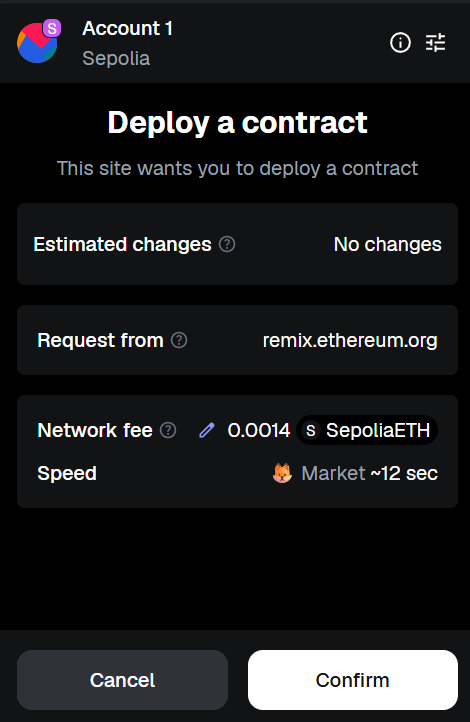 S
Account 1
Sepolia
Deploy a contract
This site wants you to deploy a contract
Estimated changes ? No changes
Request from ? remix.ethereum.org
Network fee ? 0.0014 S SepoliaETH
Speed Market ~12 sec
Cancel Confirm